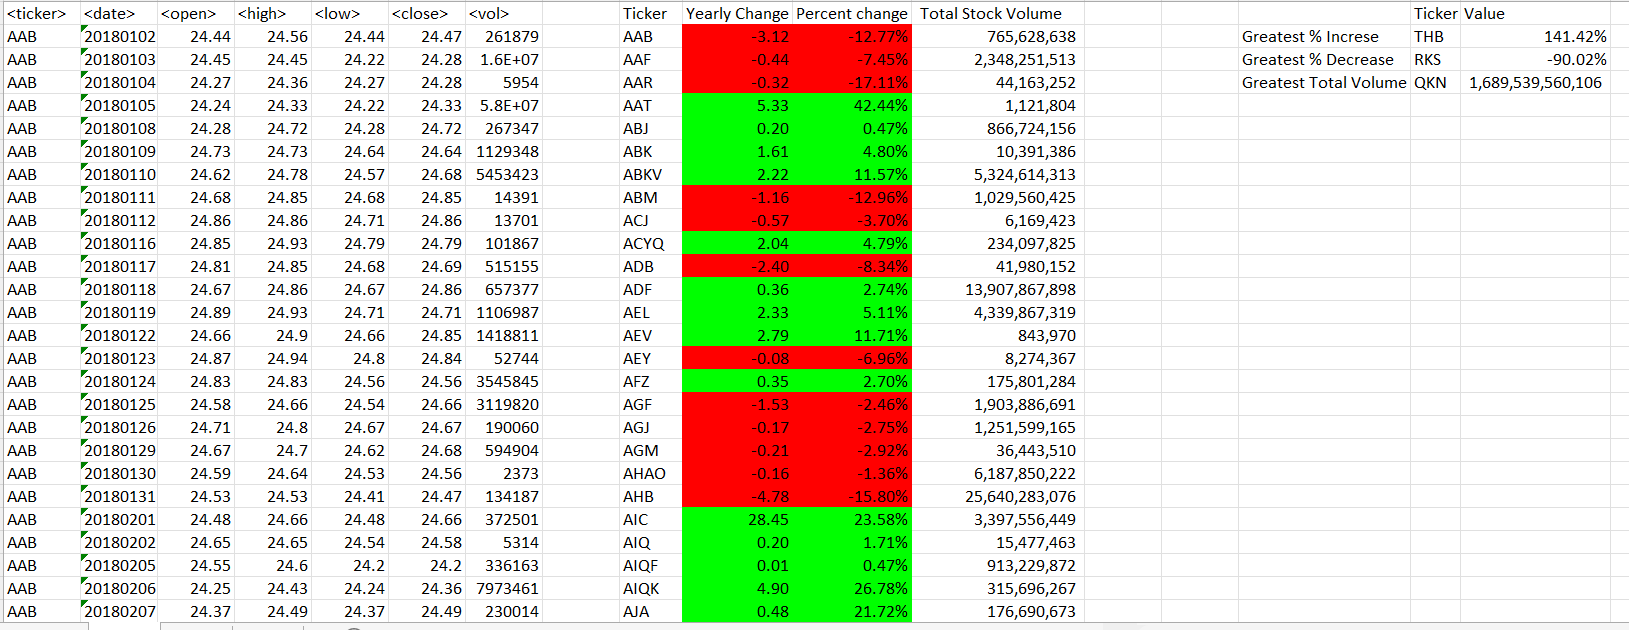 <ticker> <date> <open> <high> <low> <close> <vol> Ticker Yearly Change Percent change Total Stock Volume Ticker Value
AAB 20180102 24.44 24.56 24.44 24.47 261879 AAB -3.12 -12.77% 765,628,638 Greatest % Increse THB 141.42%
AAB 20180103 24.45 24.45 24.22 24.28 1.6E+07 AAF -0.44 -7.45% 2,348,251,513 Greatest % Decrease RKS -90.02%
AAB 20180104 24.27 24.36 24.27 24.28 5954 AAR -0.32 -17.11% 44,163,252 Greatest Total Volume QKN 1,689,539,560,106
AAB 20180105 24.24 24.33 24.22 24.33 5.8E+07 AAT 5.33 42.44% 1,121,804
AAB 20180108 24.28 24.72 24.28 24.72 267347 ABJ 0.20 0.47% 866,724,156
AAB 20180109 24.73 24.73 24.64 24.64 1129348 ABK 1.61 4.80% 10,391,386
AAB 20180110 24.62 24.78 24.57 24.68 5453423 ABKV 2.22 11.57% 5,324,614,313
AAB 20180111 24.68 24.85 24.68 24.85 14391 ABM -1.16 -12.96% 1,029,560,425
AAB 20180112 24.86 24.86 24.71 24.86 13701 ACJ -0.57 -3.70% 6,169,423
AAB 20180116 24.85 24.93 24.79 24.79 101867 ACYQ 2.04 4.79% 234,097,825
AAB 20180117 24.81 24.85 24.68 24.69 515155 ADB -2.40 -8.34% 41,980,152
AAB 20180118 24.67 24.86 24.67 24.86 657377 ADF 0.36 2.74% 13,907,867,898
AAB 20180119 24.89 24.93 24.71 24.71 1106987 AEL 2.33 5.11% 4,339,867,319
AAB 20180122 24.66 24.9 24.66 24.85 1418811 AEV 2.79 11.71% 843,970
AAB 20180123 24.87 24.94 24.8 24.84 52744 AEY -0.08 -6.96% 8,274,367
AAB 20180124 24.83 24.83 24.56 24.56 3545845 AFZ 0.35 2.70% 175,801,284
AAB 20180125 24.58 24.66 24.54 24.66 3119820 AGF -1.53 -2.46% 1,903,886,691
AAB 20180126 24.71 24.8 24.67 24.67 190060 AGJ -0.17 -2.75% 1,251,599,165
AAB 20180129 24.67 24.7 24.62 24.68 594904 AGM -0.21 -2.92% 36,443,510
AAB 20180130 24.59 24.64 24.53 24.56 2373 AHAO -0.16 -1.36% 6,187,850,222
AAB 20180131 24.53 24.53 24.41 24.47 134187 AHB -4.78 -15.80% 25,640,283,076
AAB 20180201 24.48 24.66 24.48 24.66 372501 AIC 28.45 23.58% 3,397,556,449
AAB 20180202 24.65 24.65 24.54 24.58 5314 AIQ 0.20 1.71% 15,477,463
AAB 20180205 24.55 24.6 24.2 24.2 336163 AIQF 0.01 0.47% 913,229,872
AAB 20180206 24.25 24.43 24.24 24.36 7973461 AIQK 4.90 26.78% 315,696,267
AAB 20180207 24.37 24.49 24.37 24.49 230014 AJA 0.48 21.72% 176,690,673